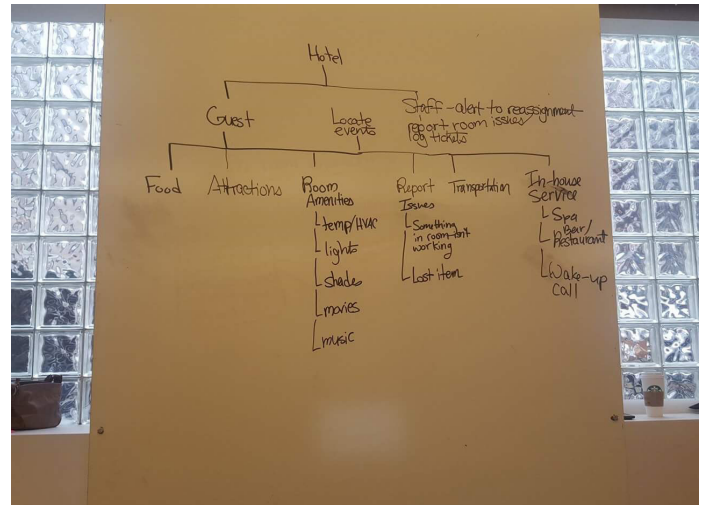 Hotel
Guest
Locate
events
Staff - alert to reassignment
report room issues
log tickets
Food
Attractions
Room
Amenities
temp/HVAC
lights
shades
movies
music
Report
Issues
Something
in room isn't
working
Lost item
Transportation
In-house
Service
Spa
Bar/
Restaurant
Wake-up
call